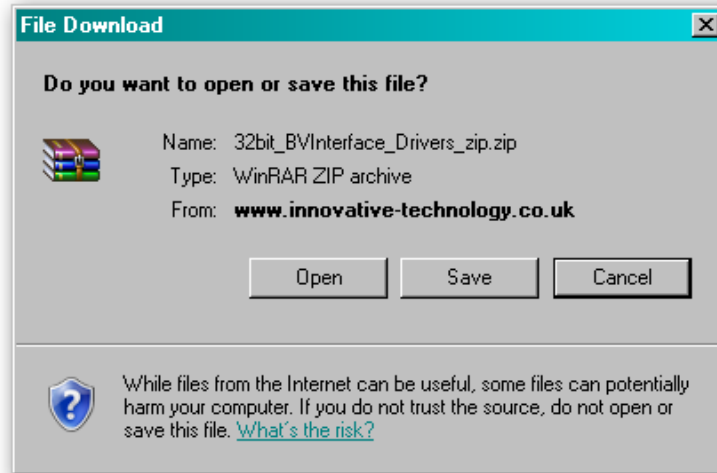 File Download
Do you want to open or save this file?
Name: 32bit_BVInterface_Drivers_zip.zip
Type: WinRAR ZIP archive
From: www.innovative-technology.co.uk
Open Save Cancel
While files from the Internet can be useful, some files can potentially
harm your computer. If you do not trust the source, do not open or
save this file. What's the risk?